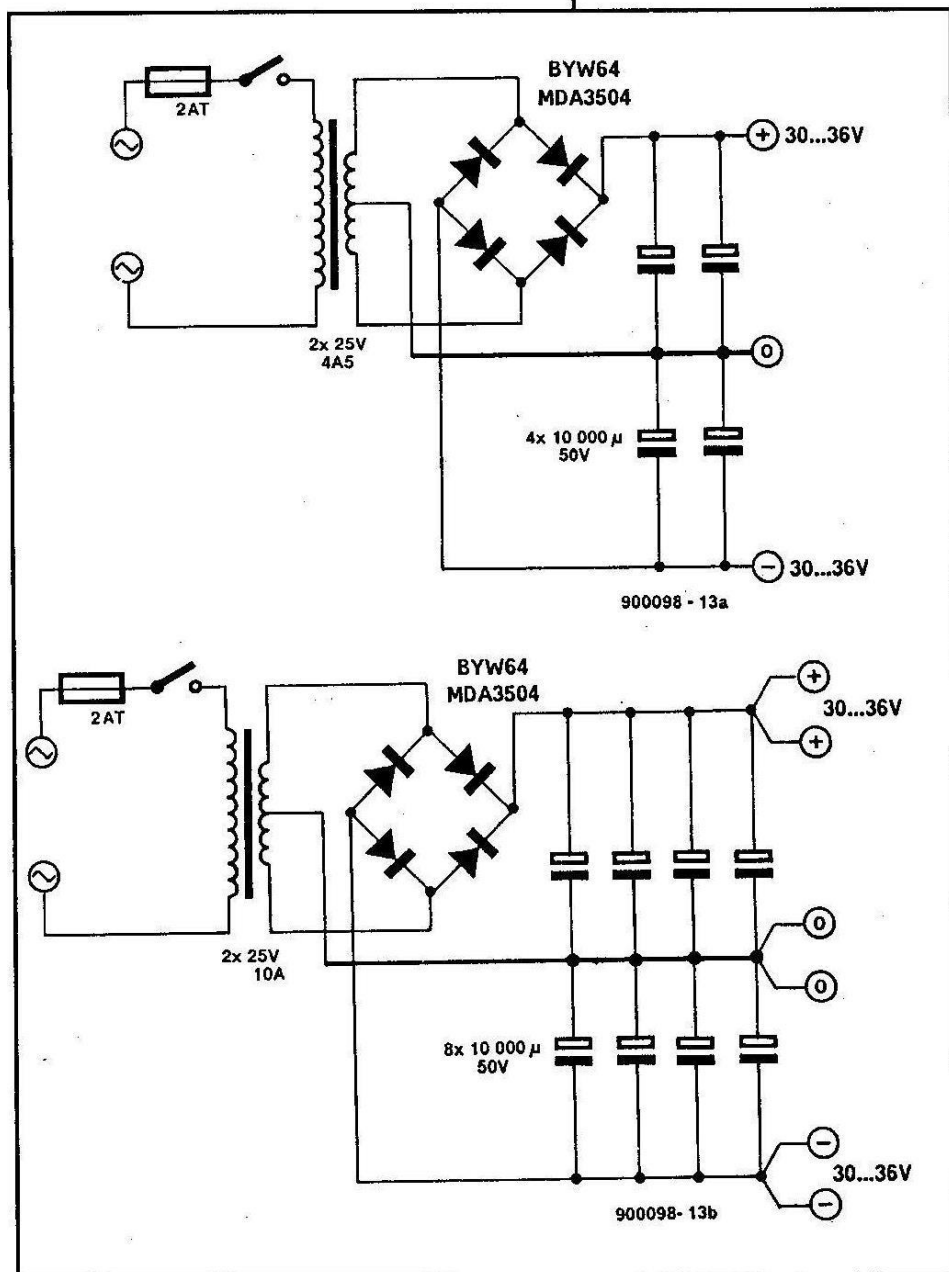 BYW64
MDA3504
2AT
+ 30...36V
2x 25V
4A5
0
4x 10 000 µ
50V
− 30...36V
900098 - 13a
BYW64
MDA3504
2AT
+
30...36V
+
2x 25V
10A
0
0
8x 10 000 µ
50V
−
30...36V
−
900098- 13b